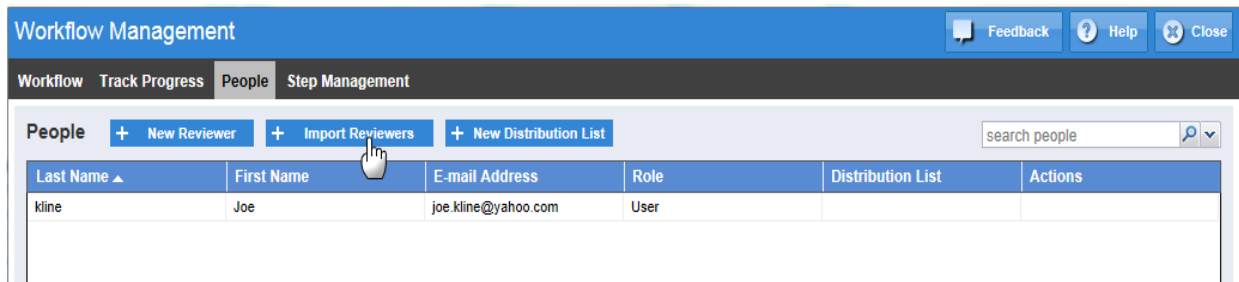 Workflow Management
Feedback
? Help
Close
Workflow Track Progress People Step Management
People + New Reviewer + Import Reviewers + New Distribution List
search people
Last Name First Name E-mail Address Role Distribution List Actions
kline Joe joe.kline@yahoo.com User